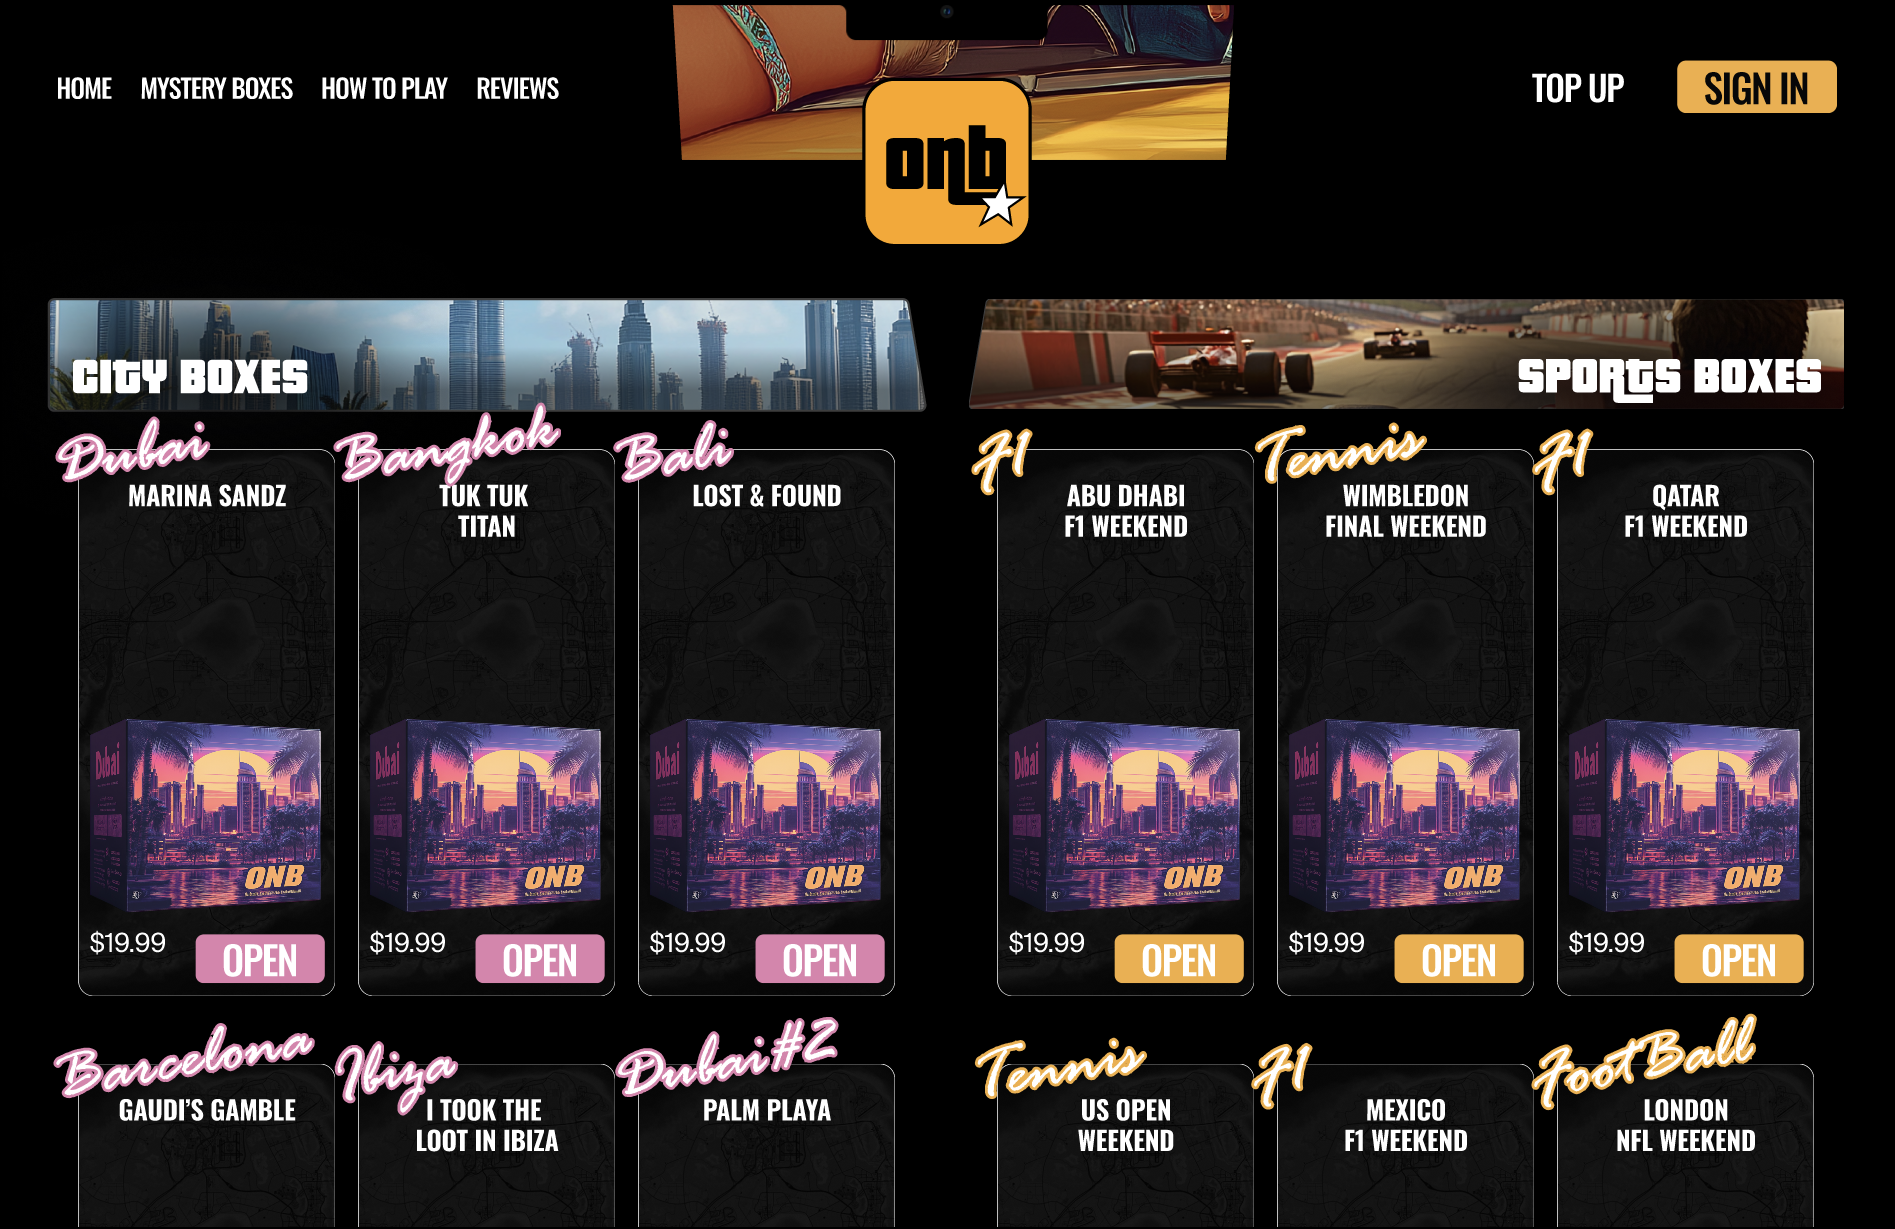 HOME MYSTERY BOXES HOW TO PLAY REVIEWS
TOP UP SIGN IN
onb
CITY BOXES
SPORTS BOXES
Dubai
MARINA SANDZ
Bangkok
TUK TUK
TITAN
Bali
LOST & FOUND
F1
ABU DHABI
F1 WEEKEND
Tennis
WIMBLEDON
FINAL WEEKEND
F1
QATAR
F1 WEEKEND
Dubai
ONB
$19.99 OPEN
Dubai
ONB
$19.99 OPEN
Dubai
ONB
$19.99 OPEN
Dubai
ONB
$19.99 OPEN
Dubai
ONB
$19.99 OPEN
Dubai
ONB
$19.99 OPEN
Barcelona
GAUDI'S GAMBLE
Ibiza
I TOOK THE
LOOT IN IBIZA
Dubai #2
PALM PLAYA
Tennis
US OPEN
WEEKEND
F1
MEXICO
F1 WEEKEND
FootBall
LONDON
NFL WEEKEND